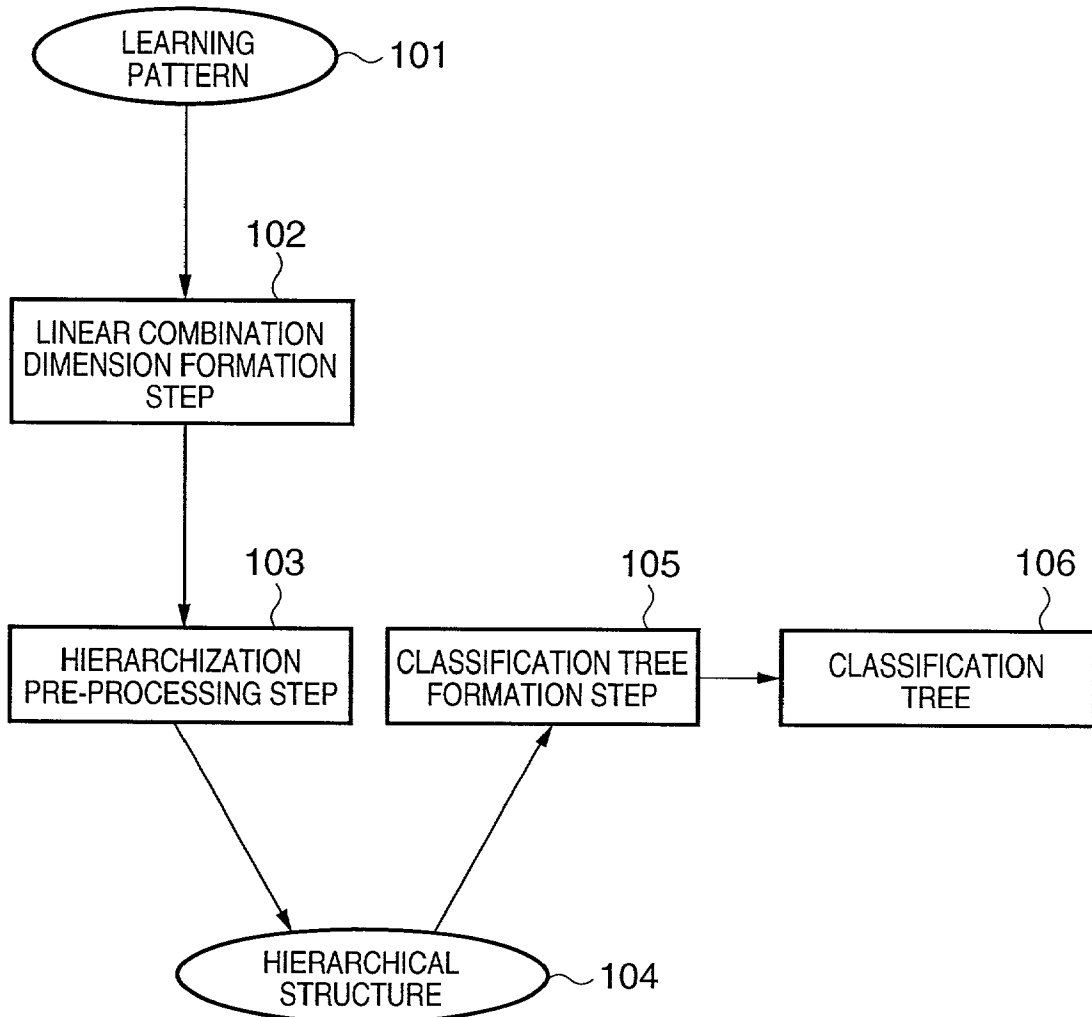 LEARNING
PATTERN
101
102
LINEAR COMBINATION
DIMENSION FORMATION
STEP
103
HIERARCHIZATION
PRE-PROCESSING STEP
105
CLASSIFICATION TREE
FORMATION STEP
106
CLASSIFICATION
TREE
HIERARCHICAL
STRUCTURE
104